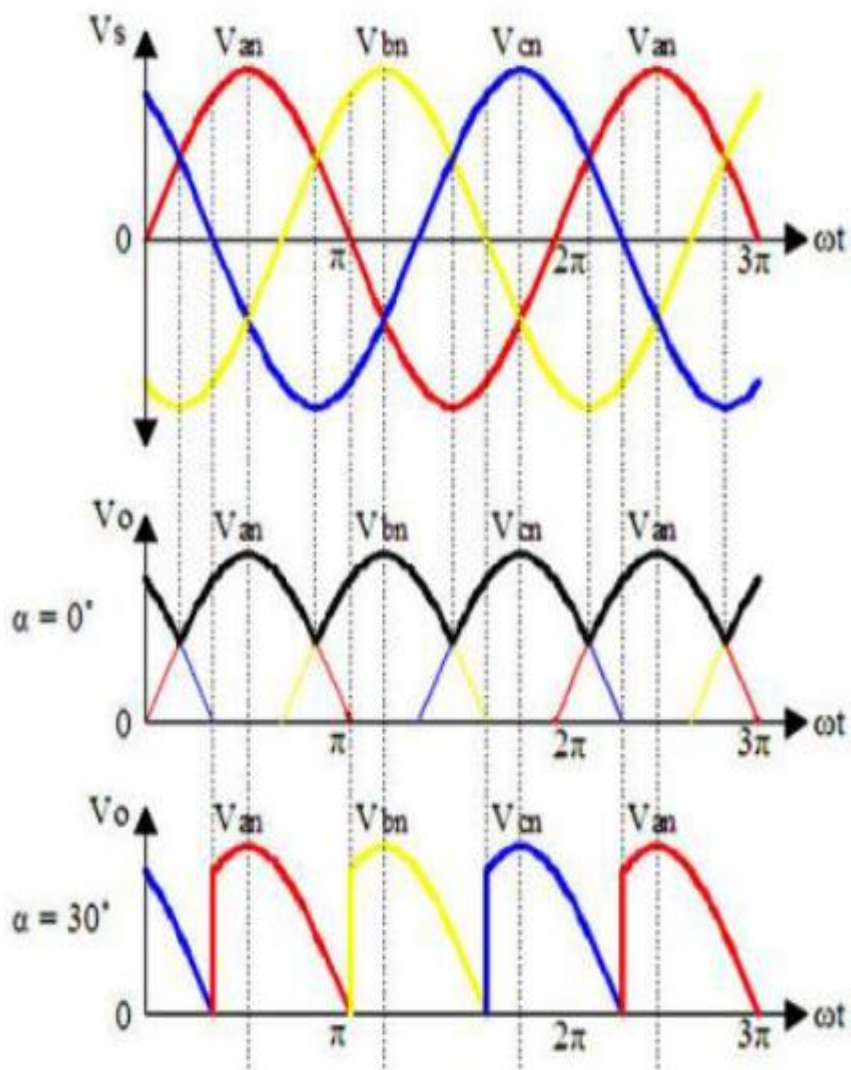 Vs Van Vbn Vcn Van
0 π 2π 3π ωt
Vo Van Vbn Vcn Van
α = 0°
0 π 2π 3π ωt
Vo Van Vbn Vcn Van
α = 30°
0 π 2π 3π ωt